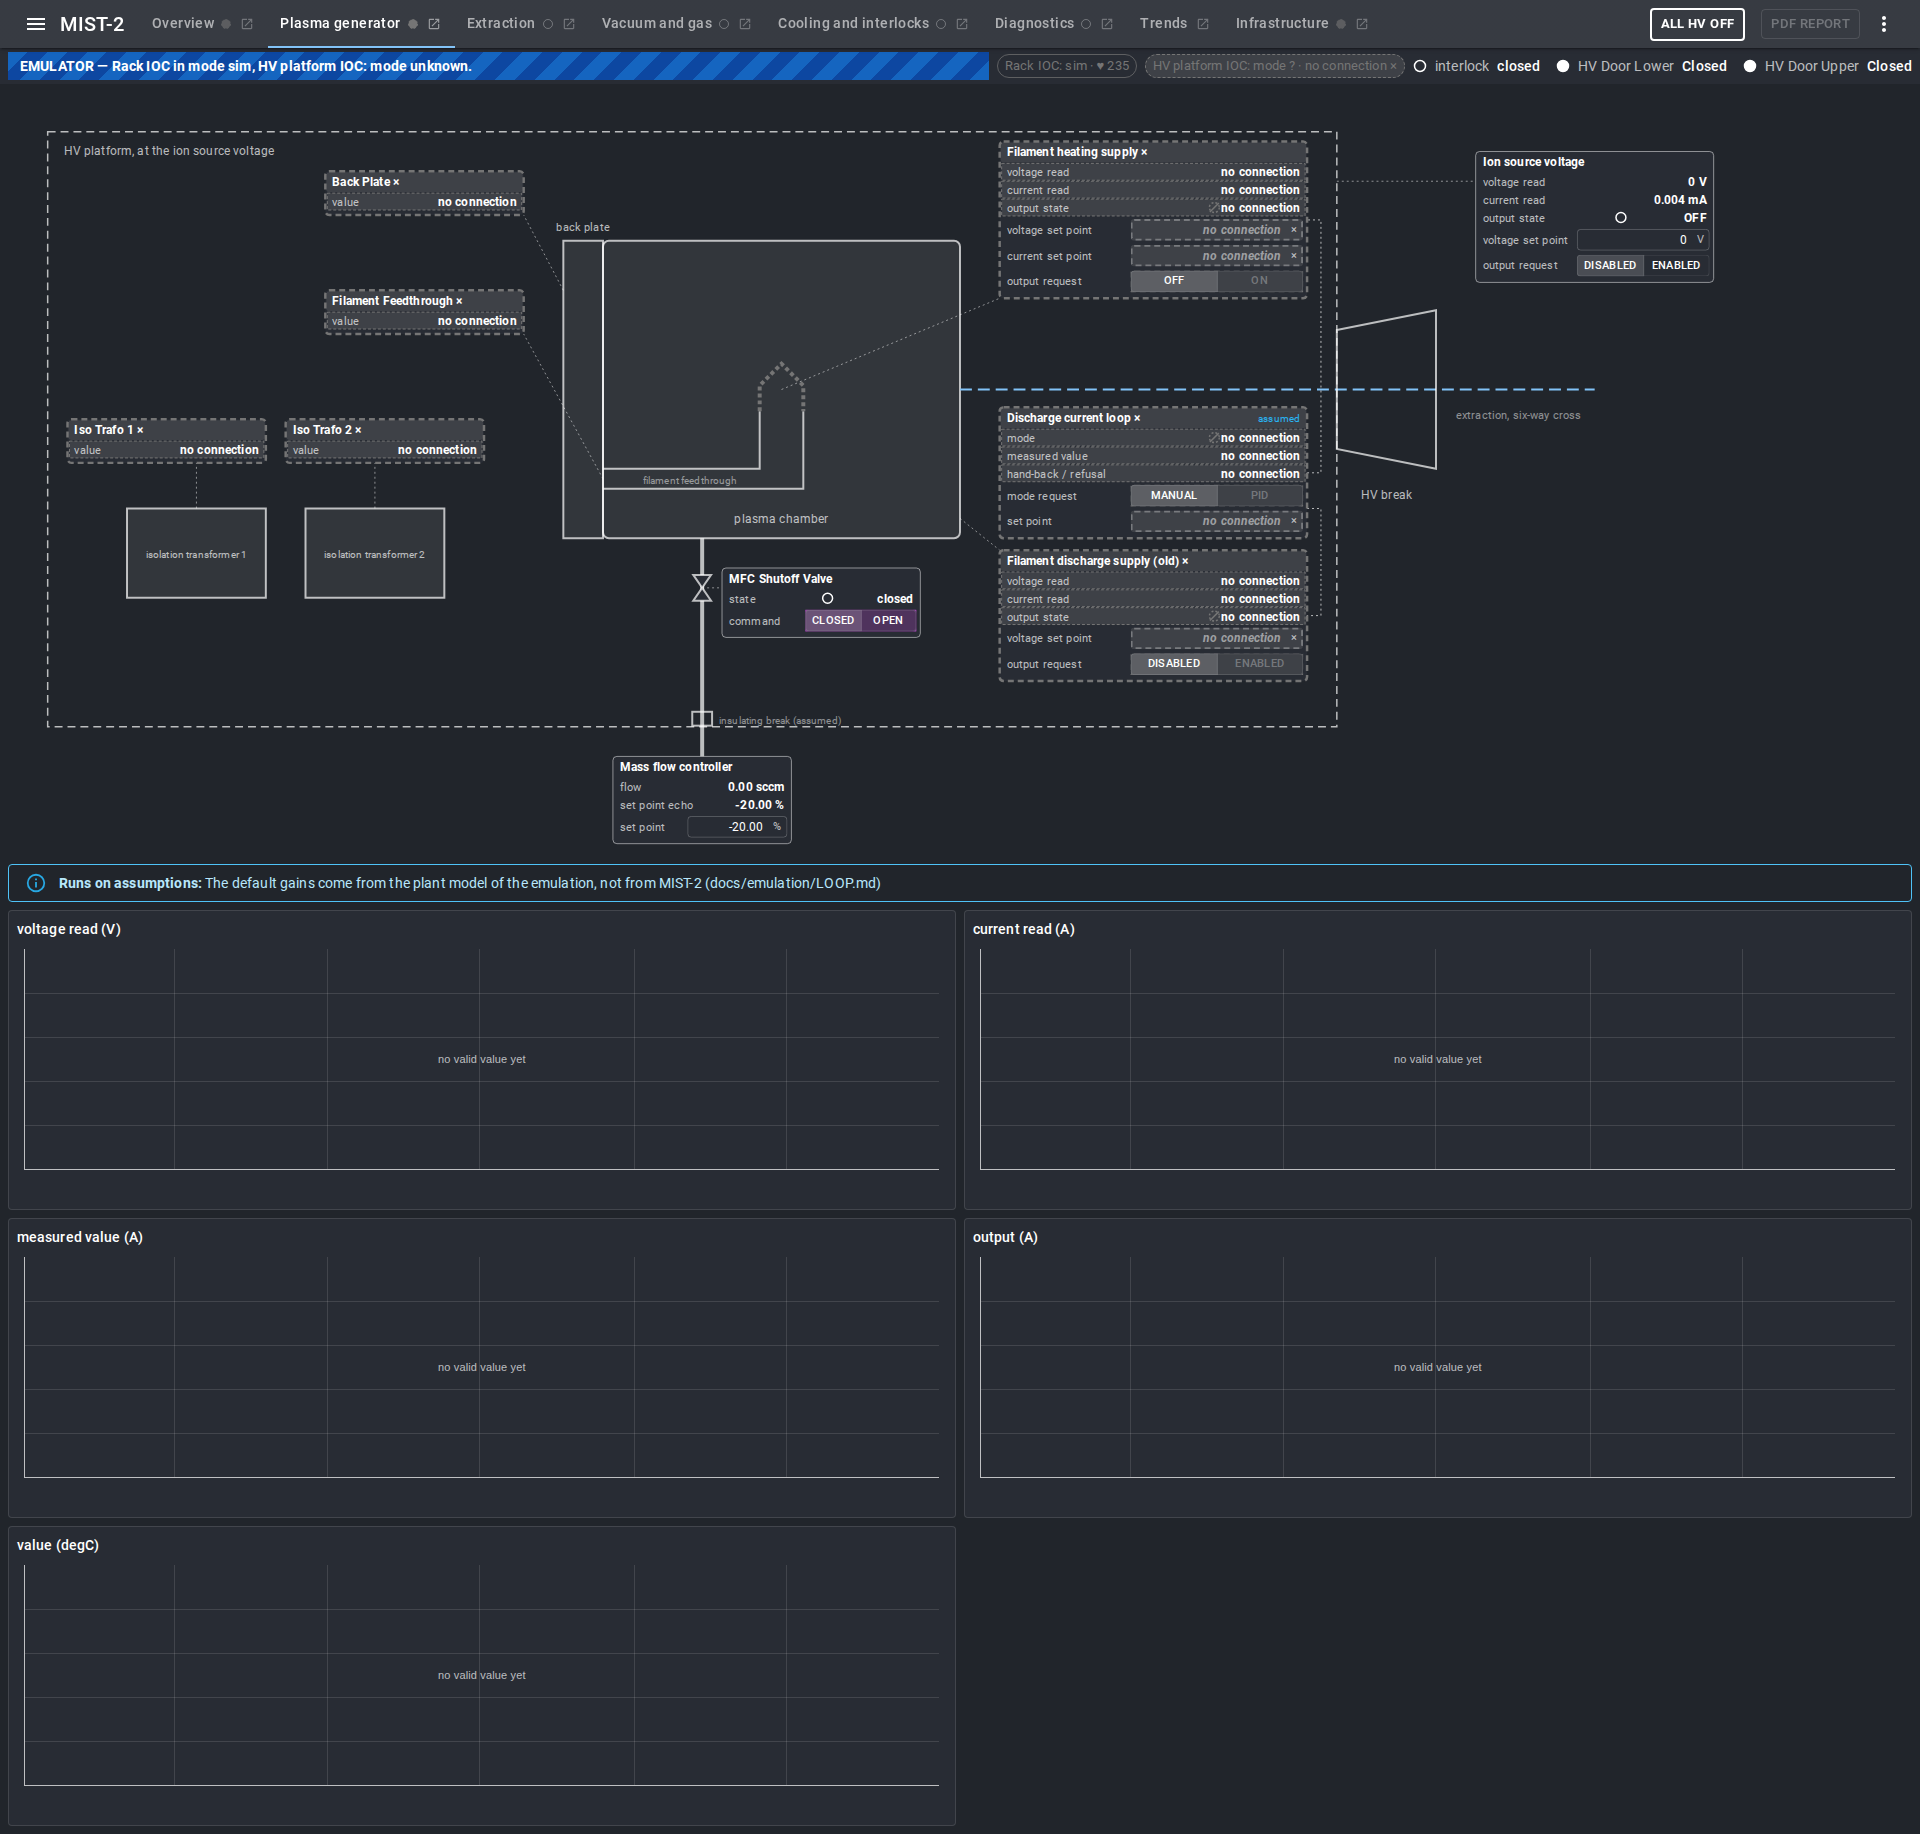 MIST-2 Overview Plasma generator Extraction Vacuum and gas Cooling and interlocks Diagnostics Trends Infrastructure ALL HV OFF PDF REPORT
EMULATOR — Rack IOC in mode sim, HV platform IOC: mode unknown. Rack IOC: sim · ♥ 235 HV platform IOC: mode ? · no connection × interlock closed HV Door Lower Closed HV Door Upper Closed
HV platform, at the ion source voltage
Back Plate ×
value no connection
back plate
Filament Feedthrough ×
value no connection
Iso Trafo 1 ×
value no connection
Iso Trafo 2 ×
value no connection
isolation transformer 1
isolation transformer 2
filament feedthrough
plasma chamber
Filament heating supply ×
voltage read no connection
current read no connection
output state no connection
voltage set point no connection ×
current set point no connection ×
output request OFF ON
Ion source voltage
voltage read 0 V
current read 0.004 mA
output state OFF
voltage set point 0 V
output request DISABLED ENABLED
extraction, six-way cross
HV break
Discharge current loop × assumed
mode no connection
measured value no connection
hand-back / refusal no connection
mode request MANUAL PID
set point no connection ×
Filament discharge supply (old) ×
voltage read no connection
current read no connection
output state no connection
voltage set point no connection ×
output request DISABLED ENABLED
MFC Shutoff Valve
state closed
command CLOSED OPEN
insulating break (assumed)
Mass flow controller
flow 0.00 sccm
set point echo -20.00 %
set point -20.00 %
Runs on assumptions: The default gains come from the plant model of the emulation, not from MIST-2 (docs/emulation/LOOP.md)
voltage read (V)
no valid value yet
current read (A)
no valid value yet
measured value (A)
no valid value yet
output (A)
no valid value yet
value (degC)
no valid value yet